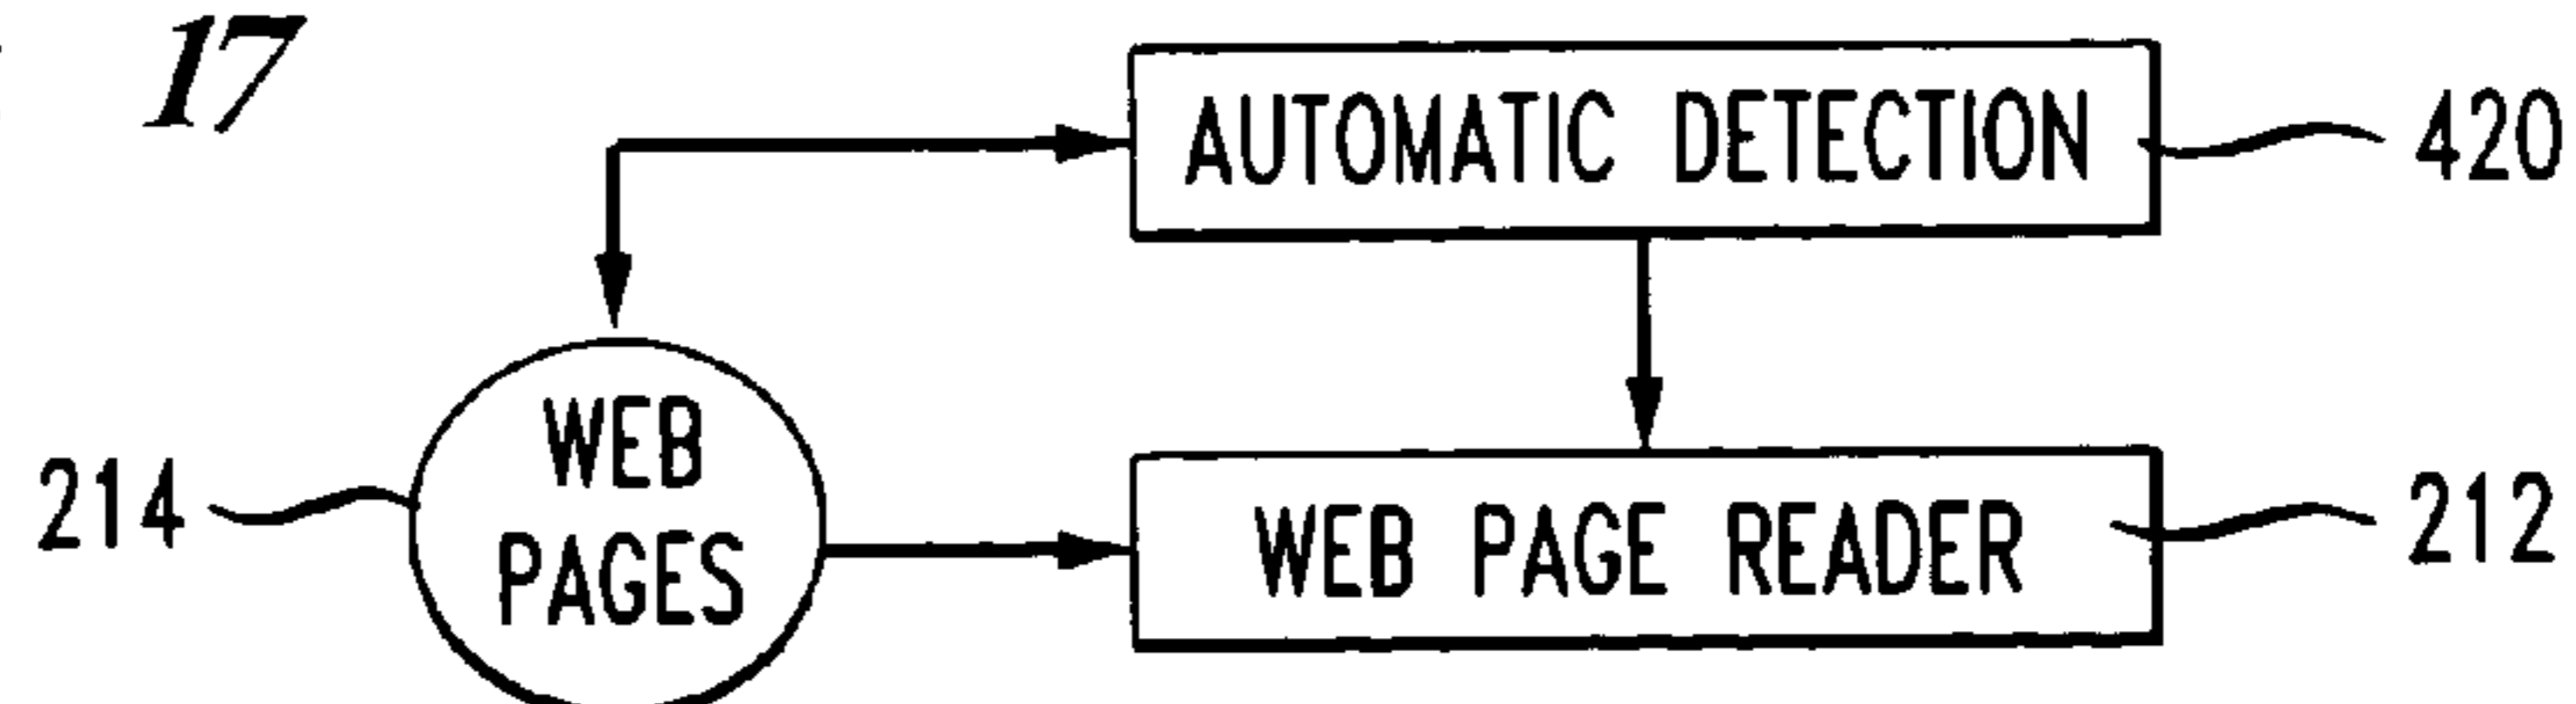 17
AUTOMATIC DETECTION
420
WEB
PAGES
214
WEB PAGE READER
212